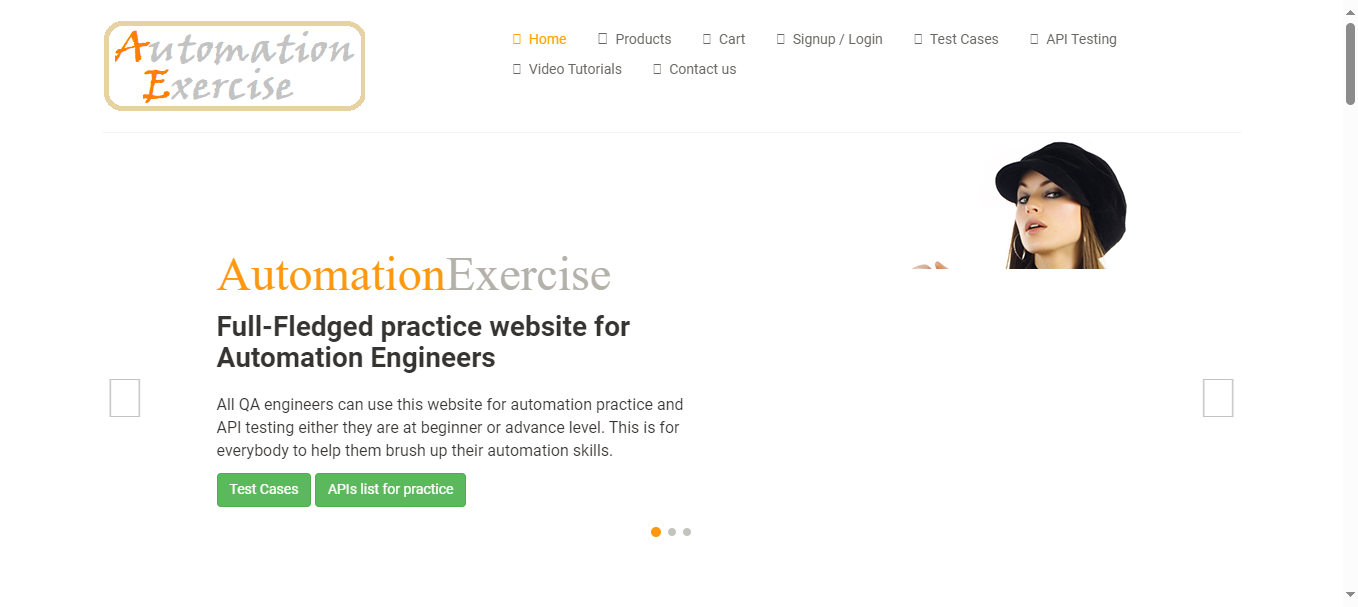 Automation
Exercise
Home Products Cart Signup / Login Test Cases API Testing
Video Tutorials Contact us
AutomationExercise
Full-Fledged practice website for
Automation Engineers
All QA engineers can use this website for automation practice and
API testing either they are at beginner or advance level. This is for
everybody to help them brush up their automation skills.
Test Cases APIs list for practice